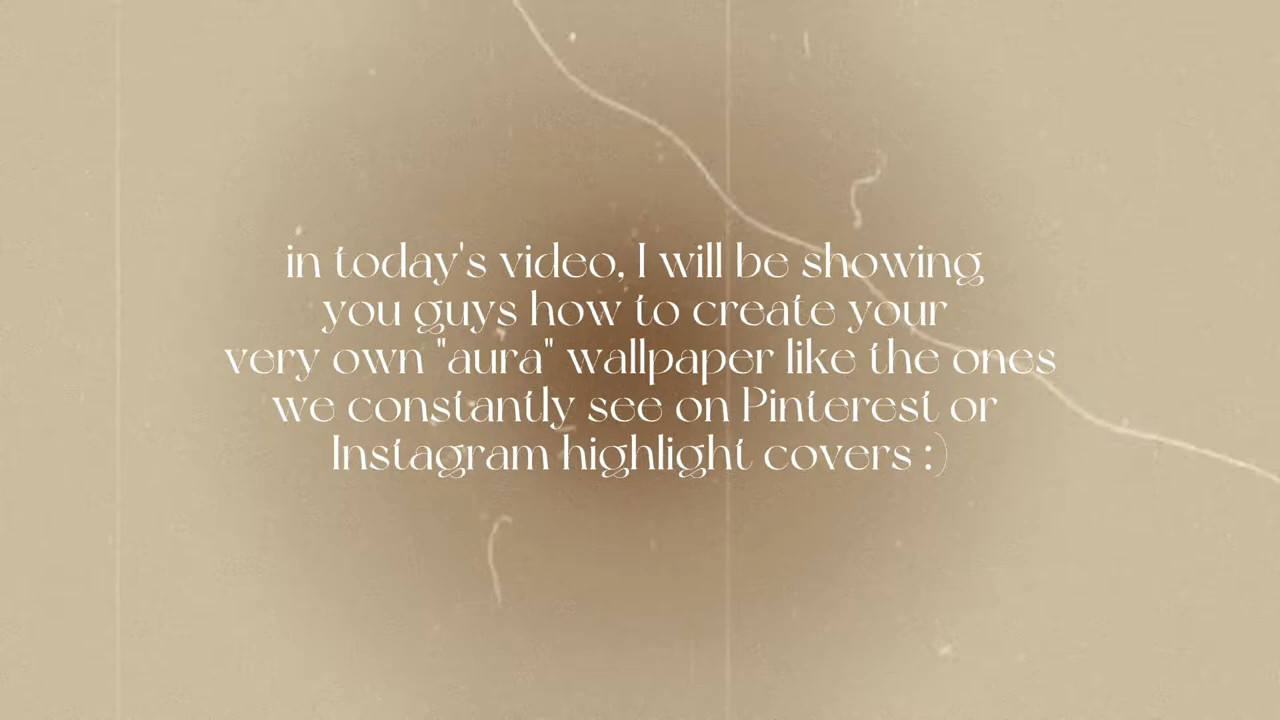 in today's video, I will be showing
you guys how to create your
very own "aura" wallpaper like the ones
we constantly see on Pinterest or
Instagram highlight covers :)